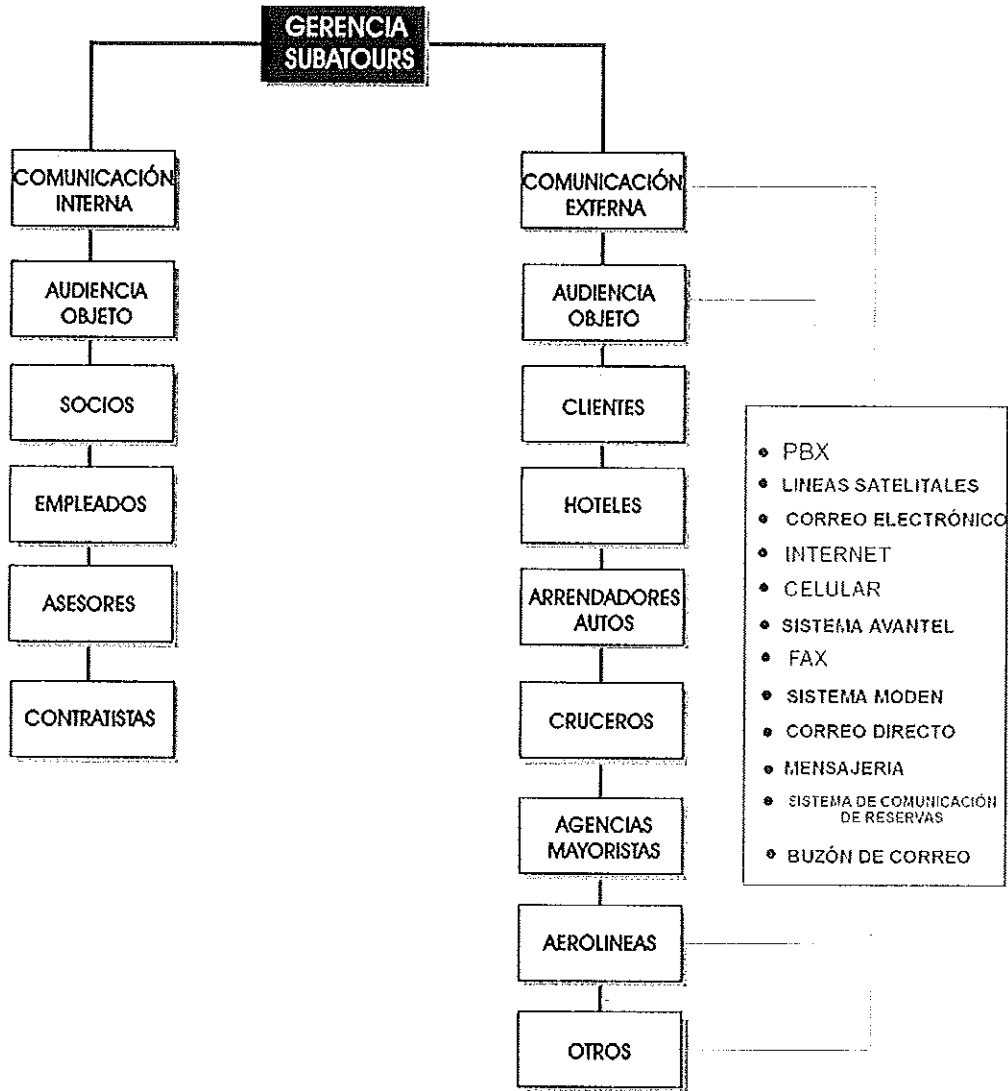 GERENCIA
SUBATOURS
COMUNICACIÓN
INTERNA
AUDIENCIA
OBJETO
SOCIOS
EMPLEADOS
ASESORES
CONTRATISTAS
COMUNICACIÓN
EXTERNA
AUDIENCIA
OBJETO
CLIENTES
HOTELES
ARRENDADORES
AUTOS
CRUCEROS
AGENCIAS
MAYORISTAS
AEROLINEAS
OTROS
• PBX
• LINEAS SATELITALES
• CORREO ELECTRÓNICO
• INTERNET
• CELULAR
• SISTEMA AVANTEL
• FAX
• SISTEMA MODEN
• CORREO DIRECTO
• MENSAJERIA
• SISTEMA DE COMUNICACIÓN
DE RESERVAS
• BUZÓN DE CORREO